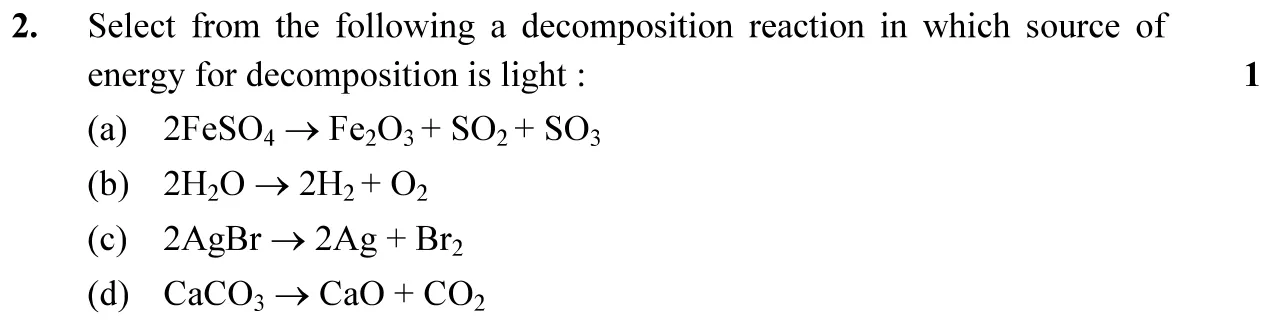 2. Select from the following a decomposition reaction in which source of
energy for decomposition is light : 1
(a) 2FeSO₄ → Fe₂O₃ + SO₂ + SO₃
(b) 2H₂O → 2H₂ + O₂
(c) 2AgBr → 2Ag + Br₂
(d) CaCO₃ → CaO + CO₂